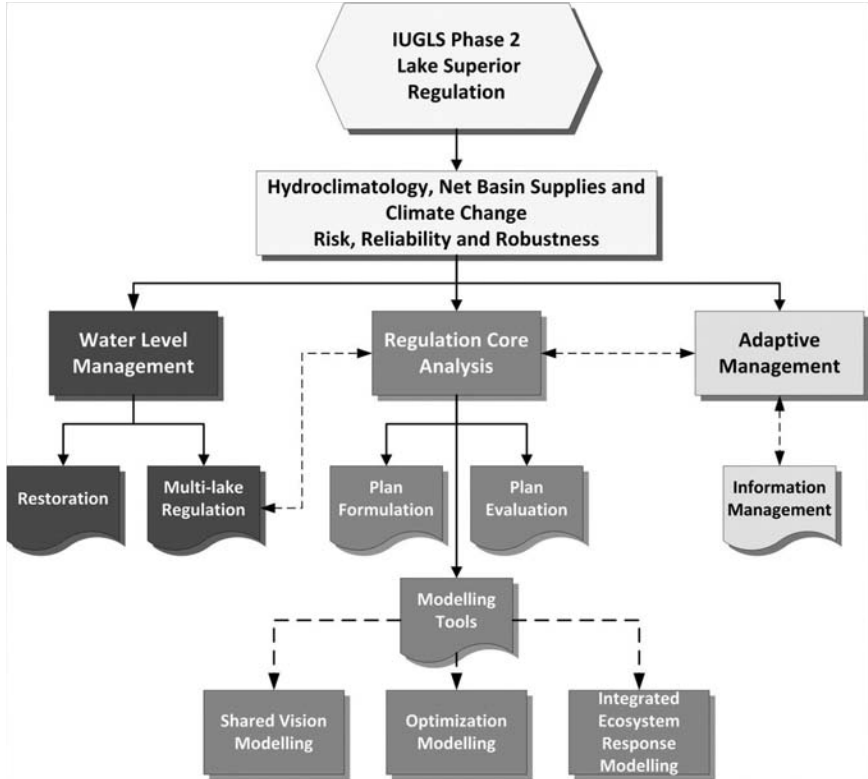 IUGLS Phase 2
Lake Superior
Regulation
Hydroclimatology, Net Basin Supplies and
Climate Change
Risk, Reliability and Robustness
Water Level
Management
Regulation Core
Analysis
Adaptive
Management
Restoration
Multi-lake
Regulation
Plan
Formulation
Plan
Evaluation
Information
Management
Modelling
Tools
Shared Vision
Modelling
Optimization
Modelling
Integrated
Ecosystem
Response
Modelling